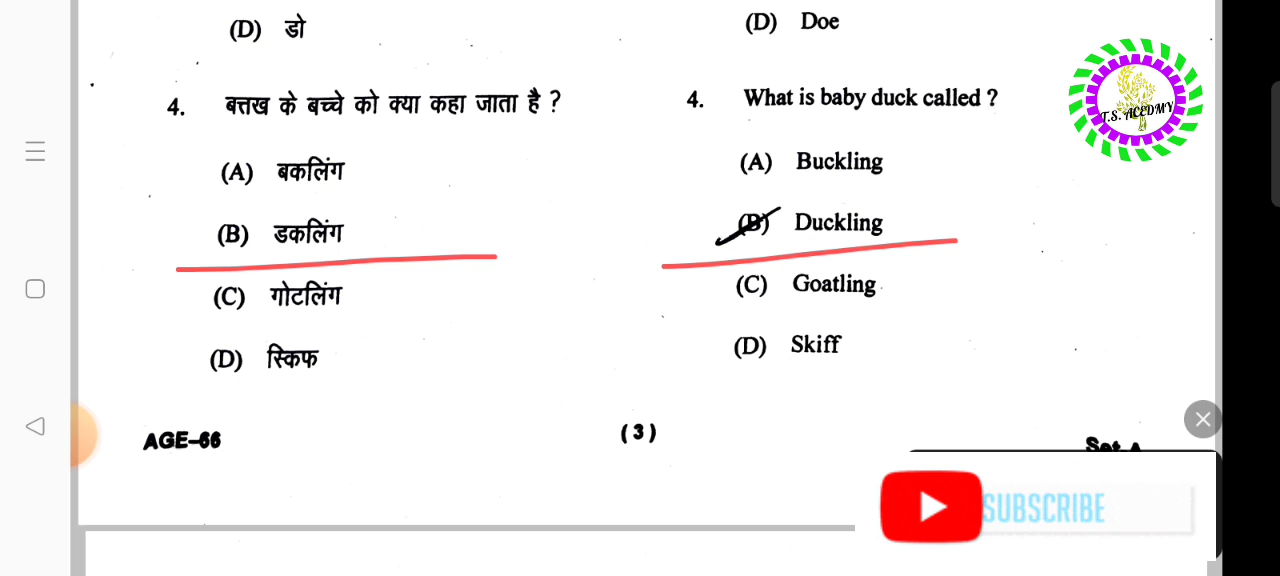 (D) डो
4. बत्तख के बच्चे को क्या कहा जाता है ?
(A) बकलिंग
(B) डकलिंग
(C) गोटलिंग
(D) स्किफ
(D) Doe
4. What is baby duck called ?
(A) Buckling
(B) Duckling
(C) Goatling
(D) Skiff
AGE–66
(3)
Set A
T.S. ACEDMY
SUBSCRIBE